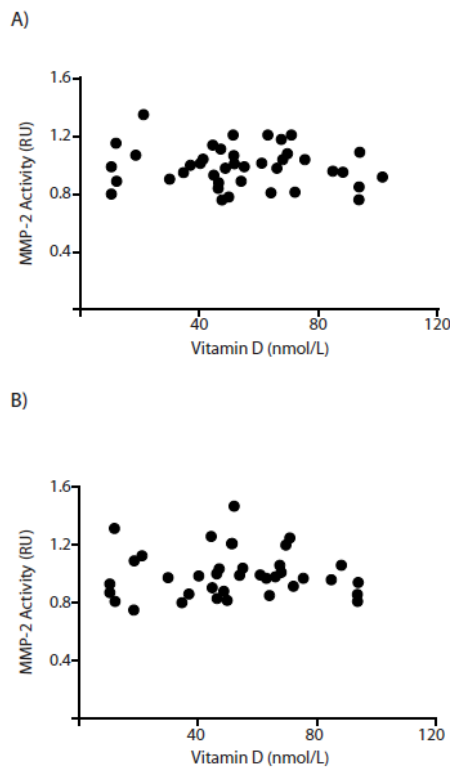 A)
1.6
1.2
0.8
0.4
MMP-2 Activity (RU)
40 80 120
Vitamin D (nmol/L)
B)
1.6
1.2
0.8
0.4
MMP-2 Activity (RU)
40 80 120
Vitamin D (nmol/L)